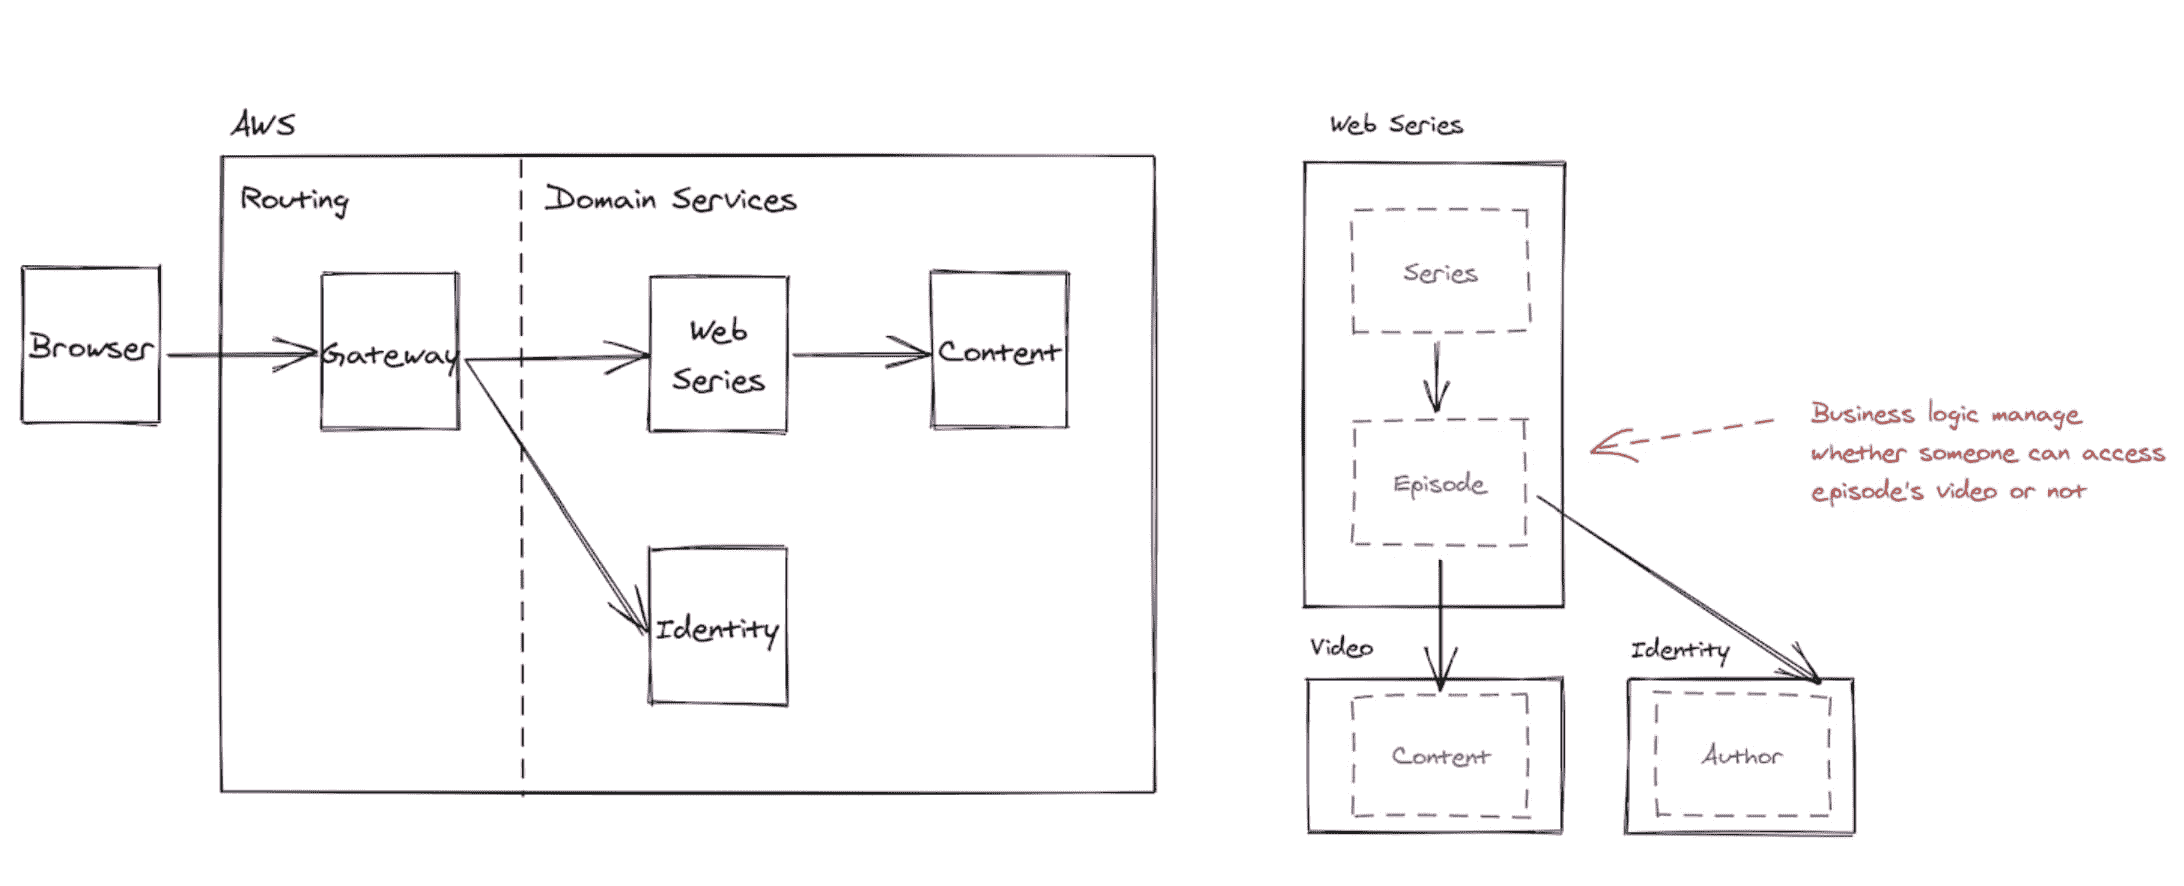 AWS
Routing
Domain Services
Browser
Gateway
Web
Series
Content
Identity
Web Series
Series
Episode
Business logic manage
whether someone can access
episode's video or not
Video
Identity
Content
Author